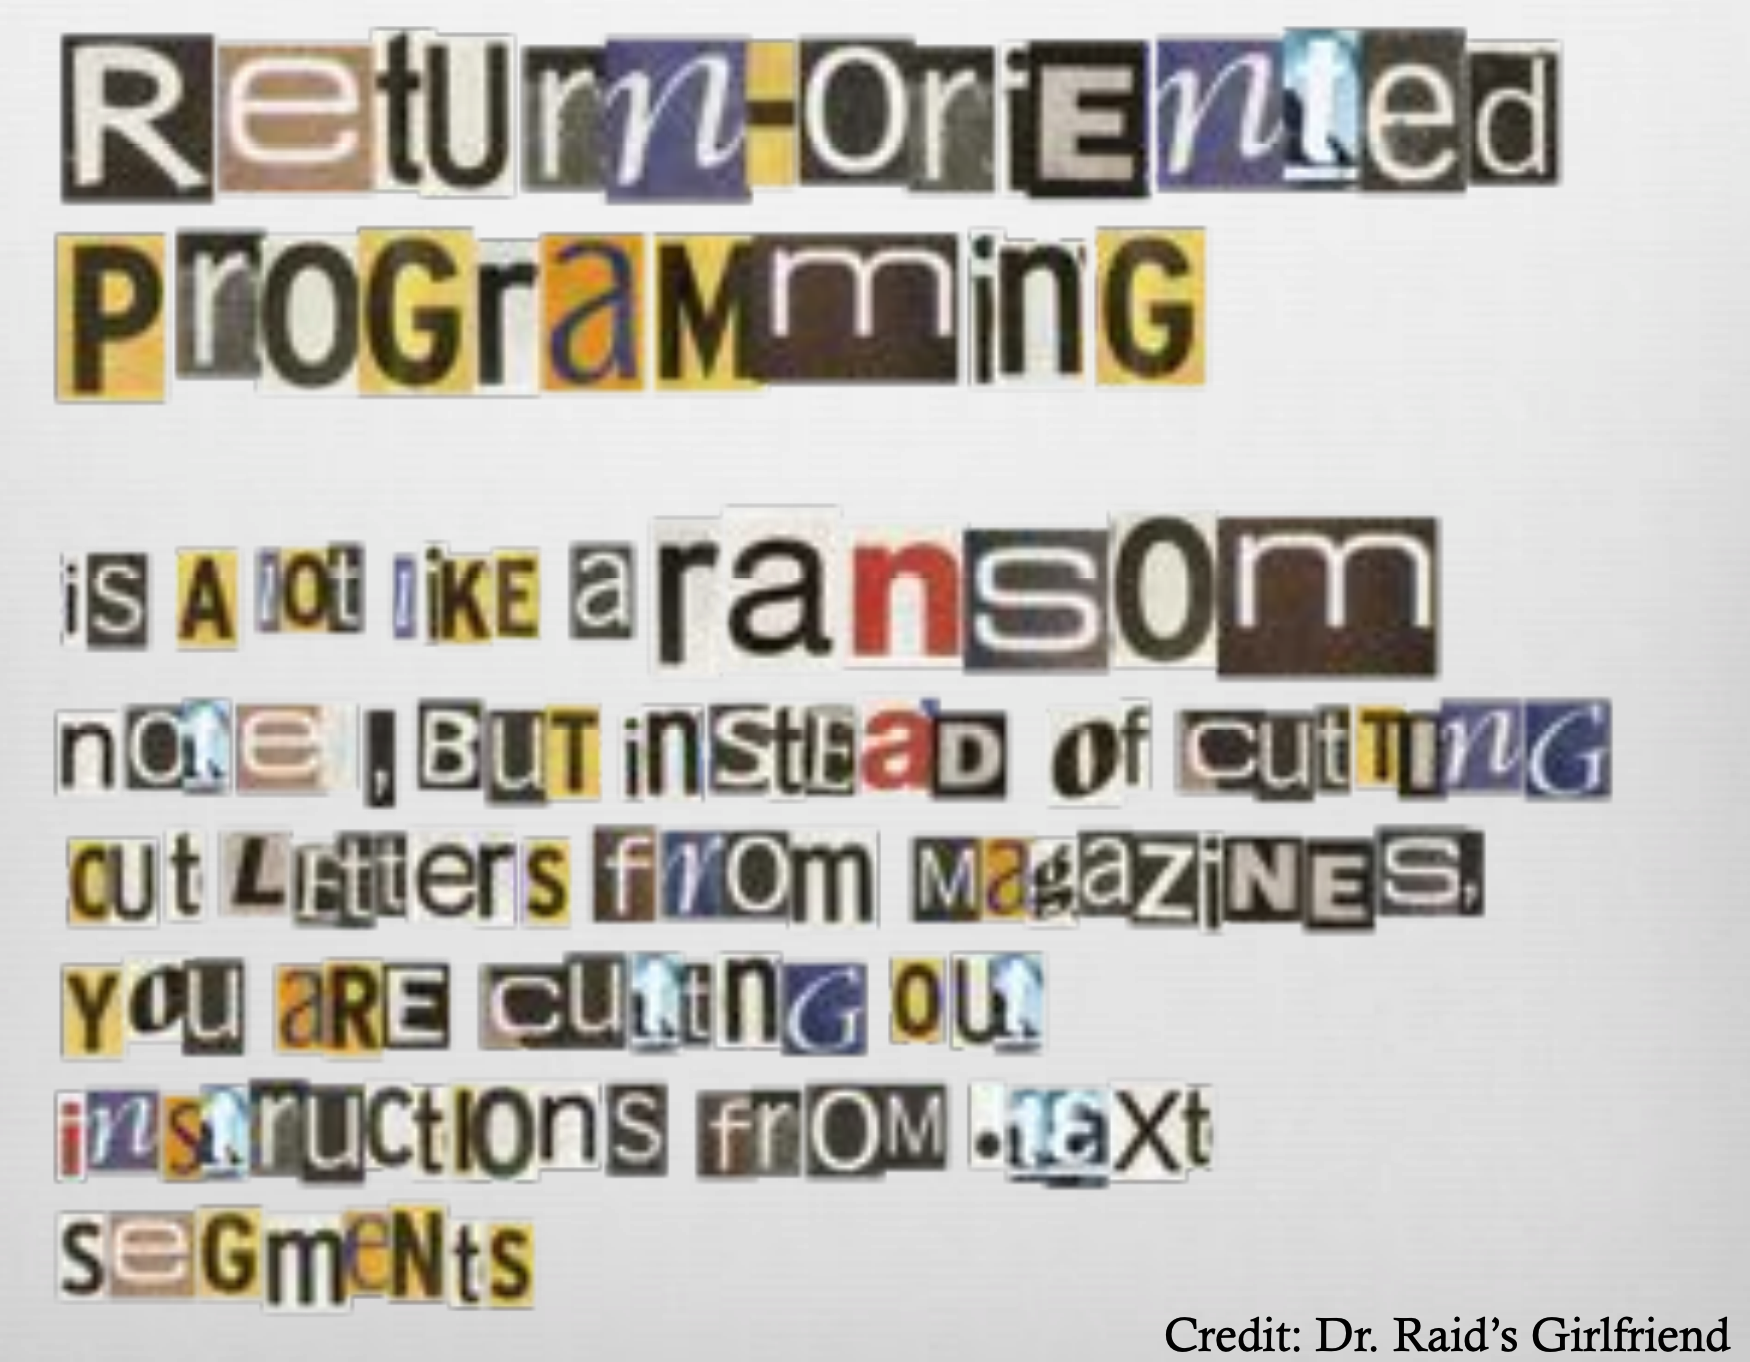 RetUrn-OriEnted
PrOGraMminG
is A lOt liKE a ransOm
note, BuT inStEaD of cutTInG
Out LEtters from MagaziNES,
You aRE cuttnG out
instructIOns frOM .text
seGmeNts
Credit: Dr. Raid's Girlfriend